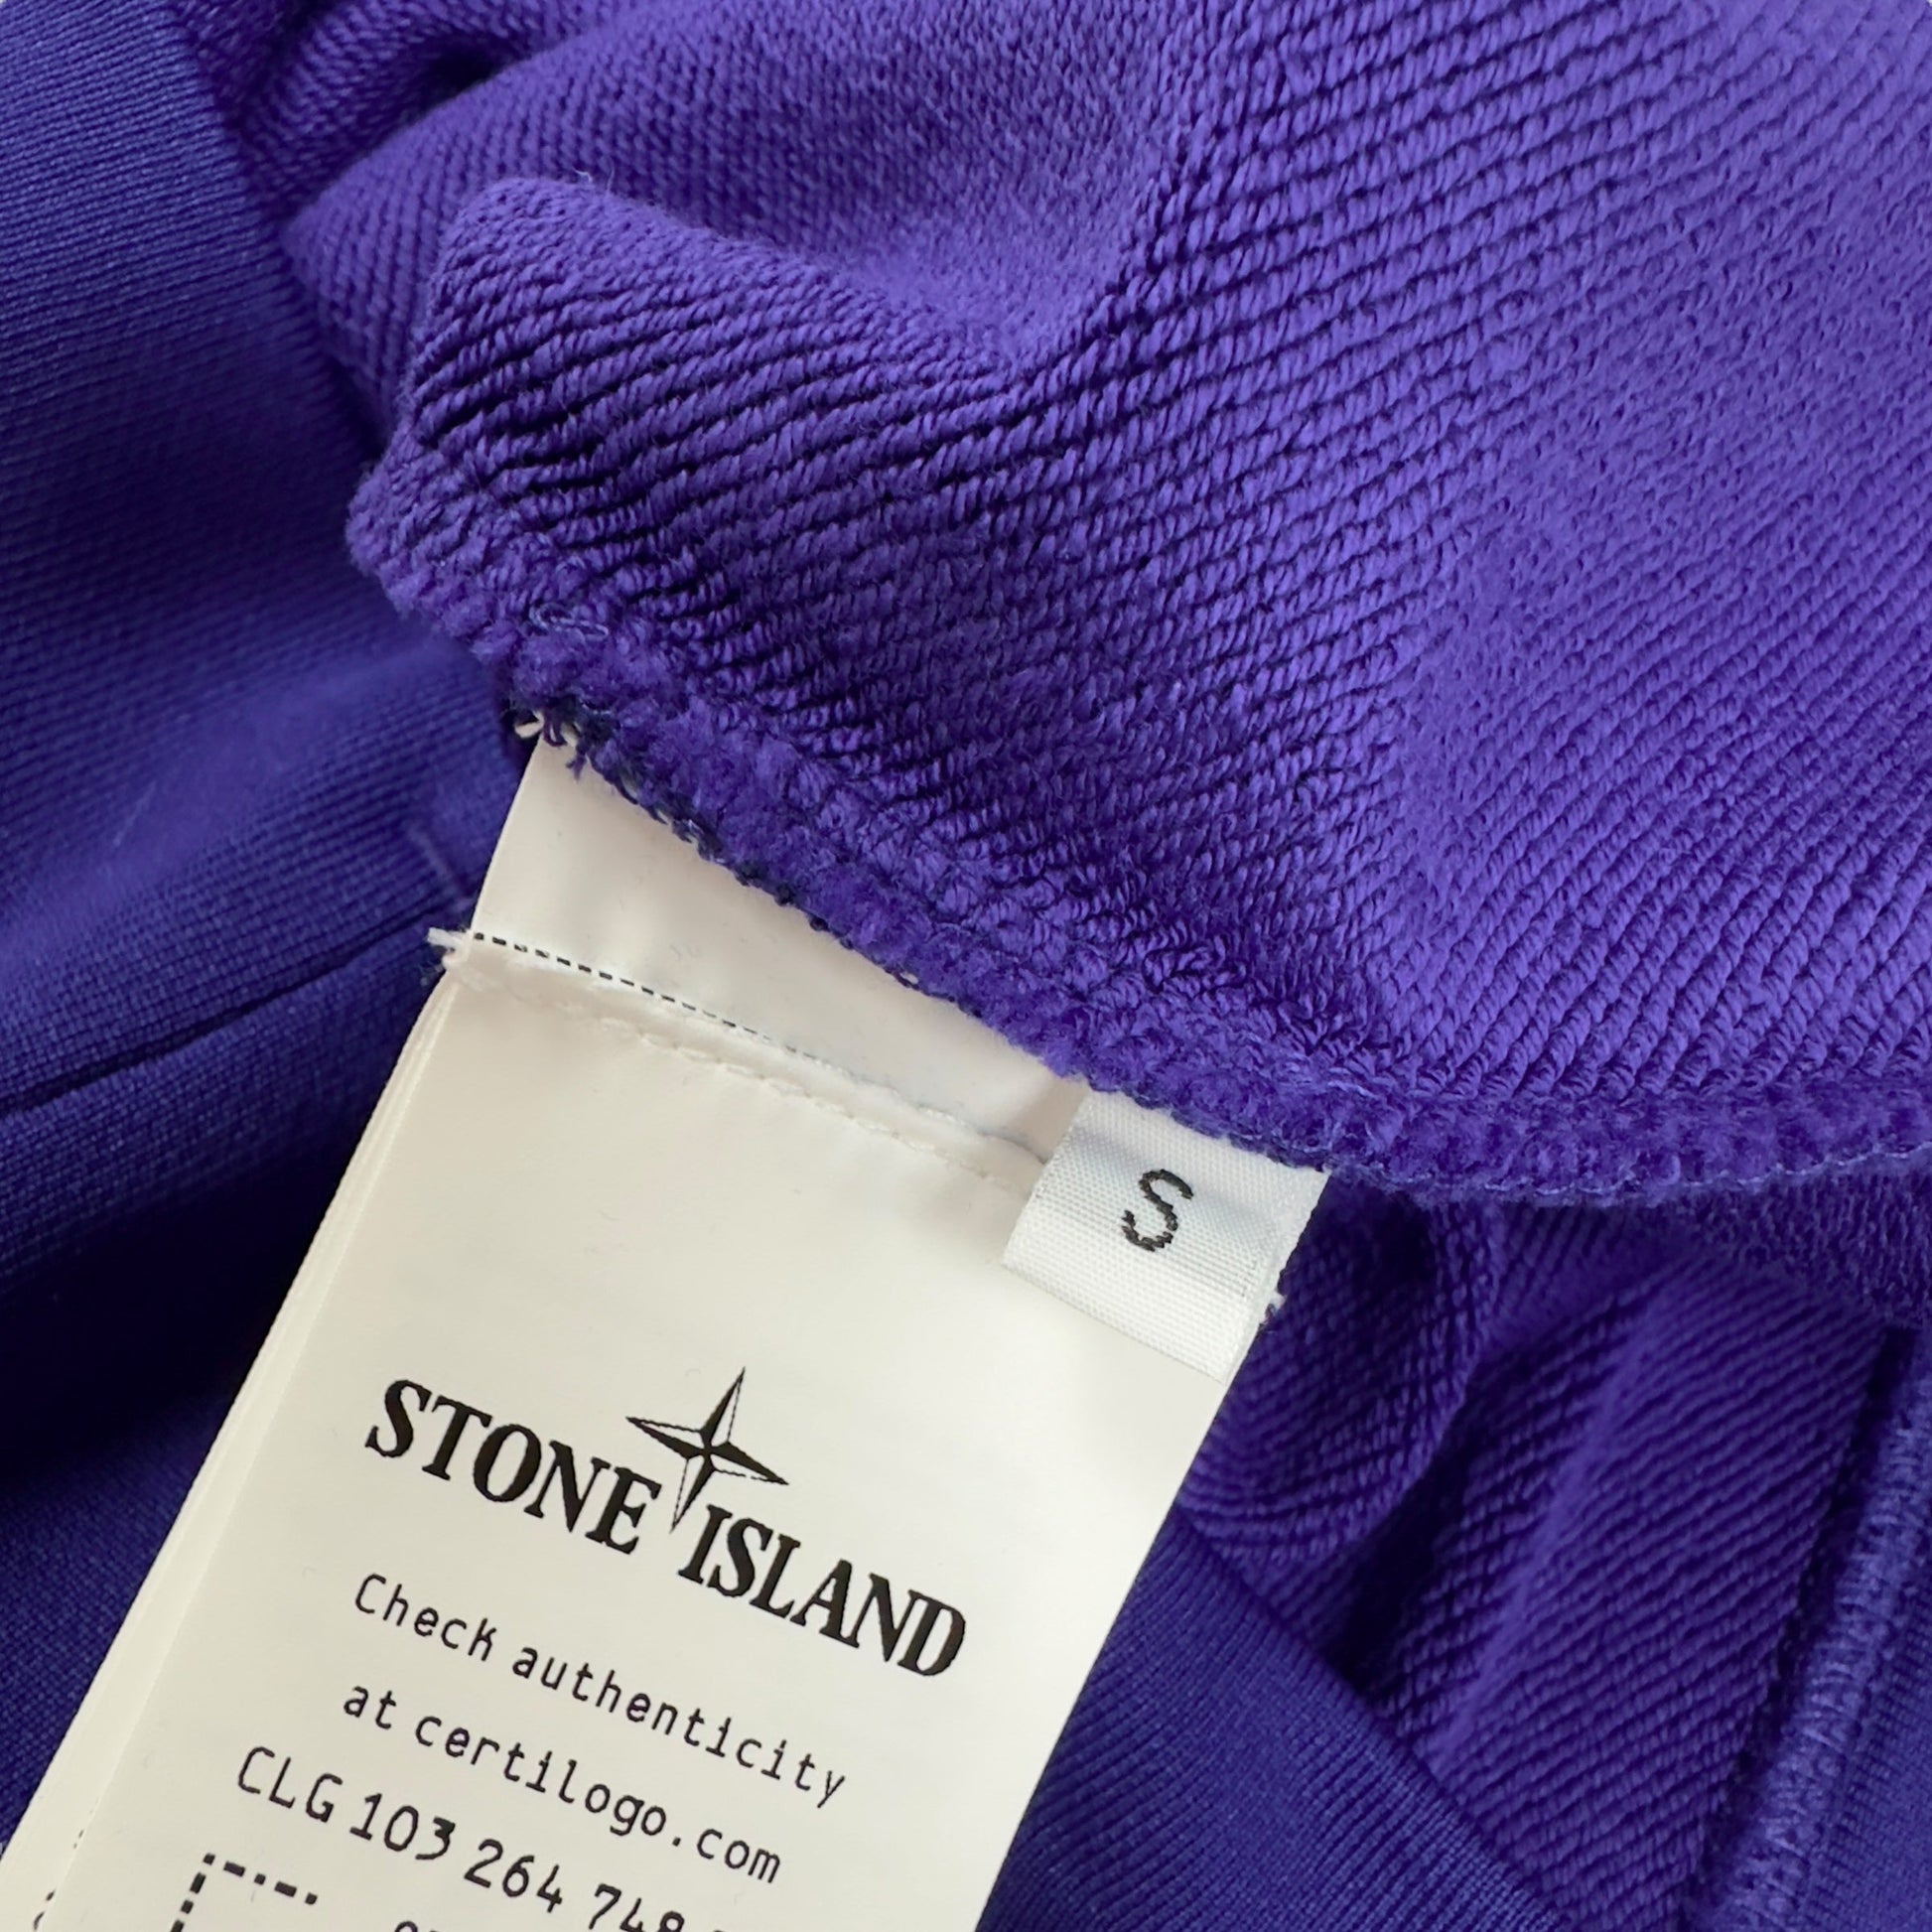 S
STONE ISLAND
Check authenticity
at certilogo.com
CLG 103 264 748